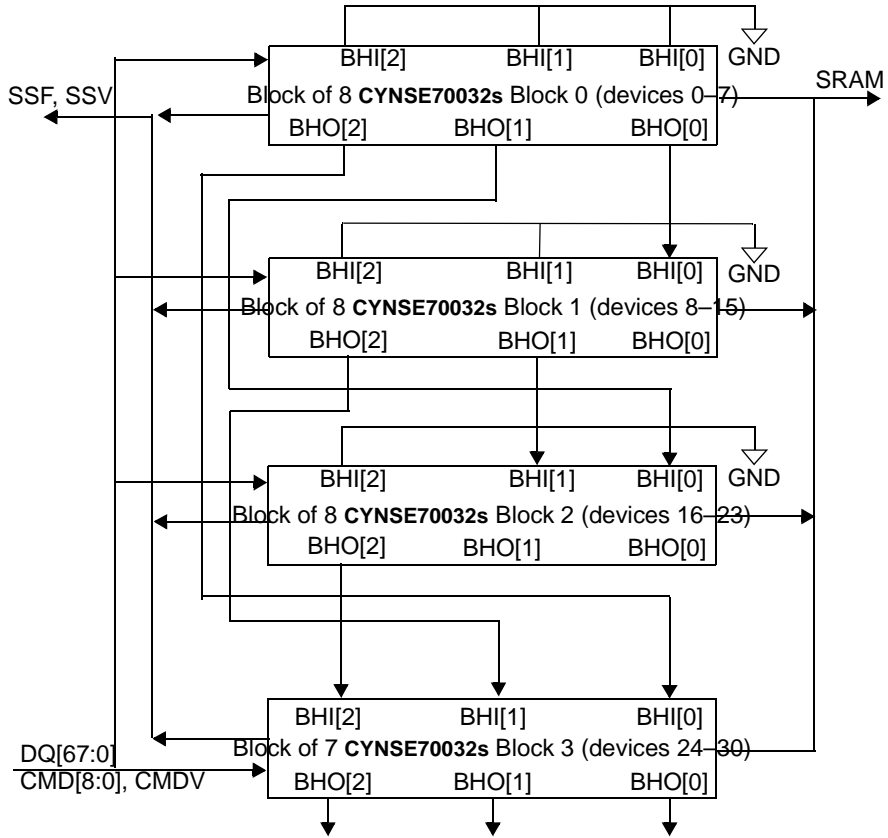 BHI[2] BHI[1] BHI[0] GND
SSF, SSV
Block of 8 CYNSE70032s Block 0 (devices 0–7)
SRAM
BHO[2] BHO[1] BHO[0]
BHI[2] BHI[1] BHI[0] GND
Block of 8 CYNSE70032s Block 1 (devices 8–15)
BHO[2] BHO[1] BHO[0]
BHI[2] BHI[1] BHI[0] GND
Block of 8 CYNSE70032s Block 2 (devices 16–23)
BHO[2] BHO[1] BHO[0]
BHI[2] BHI[1] BHI[0]
Block of 7 CYNSE70032s Block 3 (devices 24–30)
DQ[67:0]
CMD[8:0], CMDV
BHO[2] BHO[1] BHO[0]